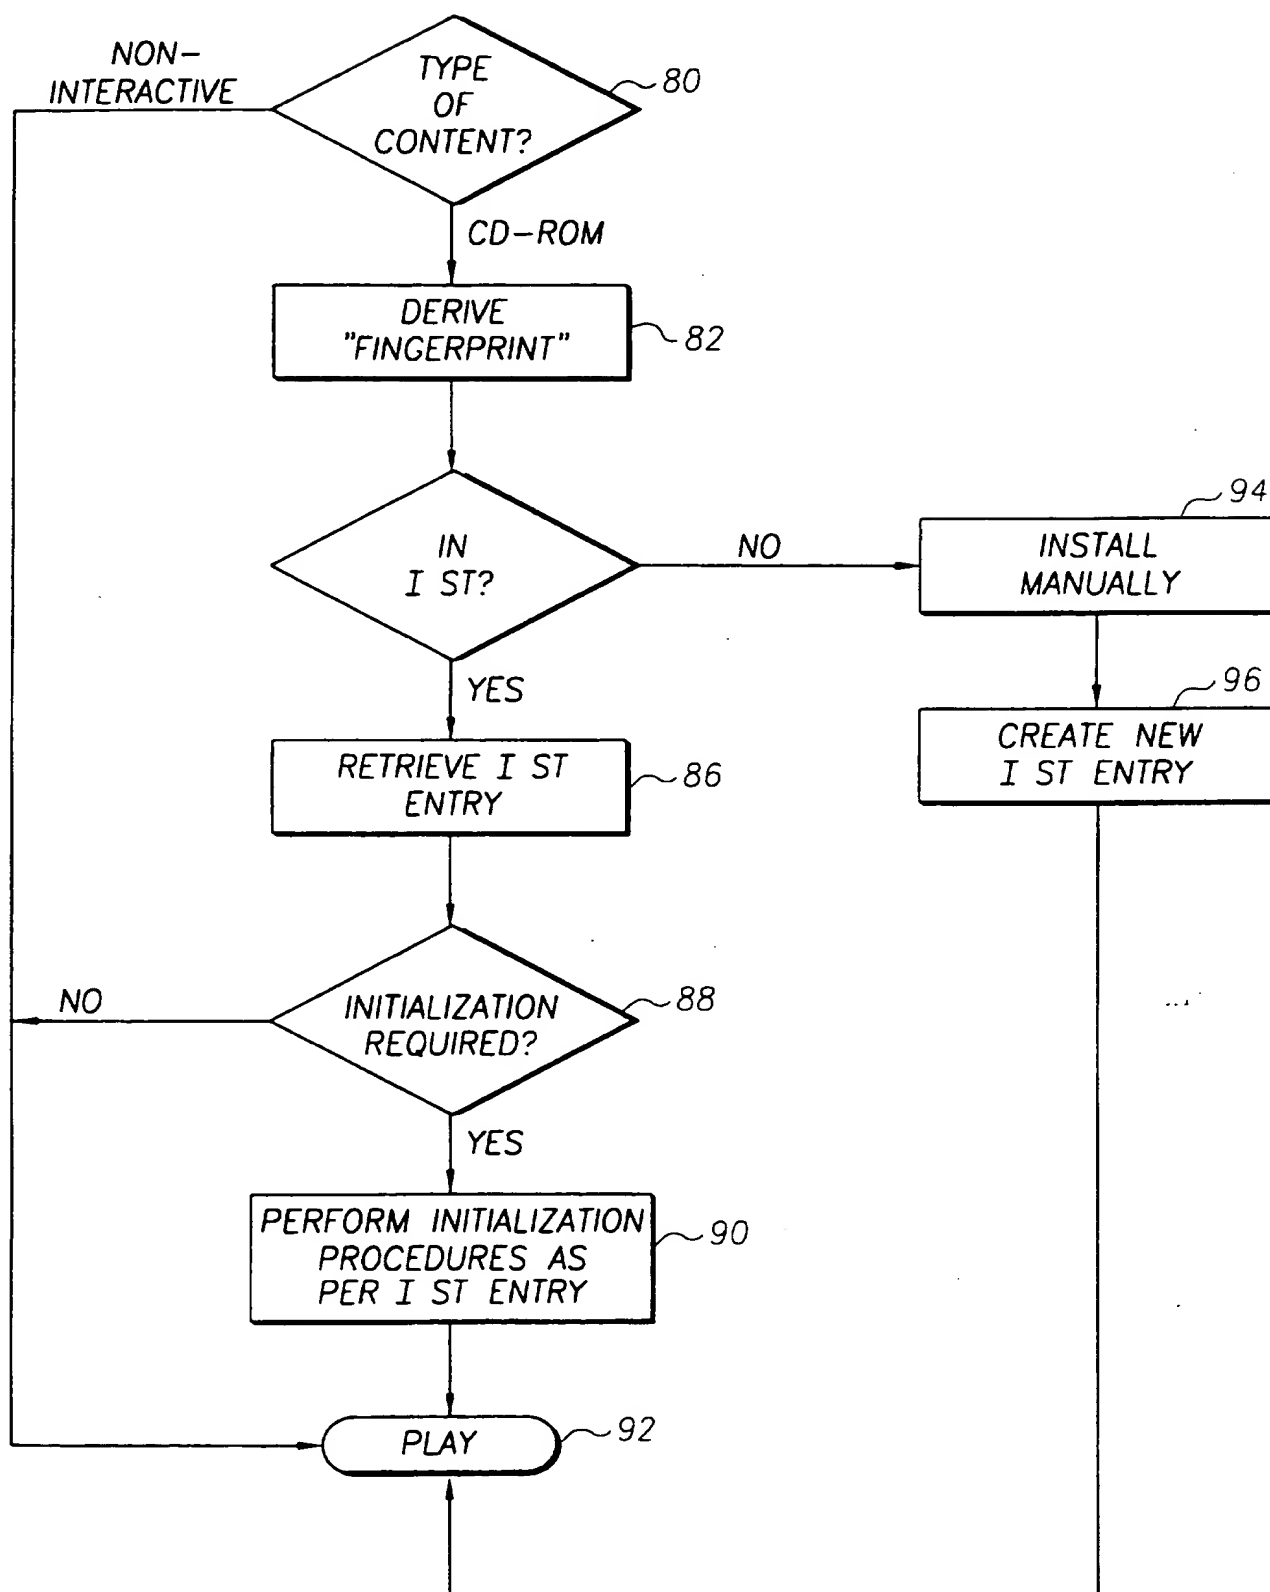 NON-
INTERACTIVE
TYPE
OF
CONTENT?
80
CD-ROM
DERIVE
"FINGERPRINT"
82
IN
I ST?
NO
INSTALL
MANUALLY
94
YES
RETRIEVE I ST
ENTRY
86
CREATE NEW
I ST ENTRY
96
NO
INITIALIZATION
REQUIRED?
88
YES
PERFORM INITIALIZATION
PROCEDURES AS
PER I ST ENTRY
90
PLAY
92